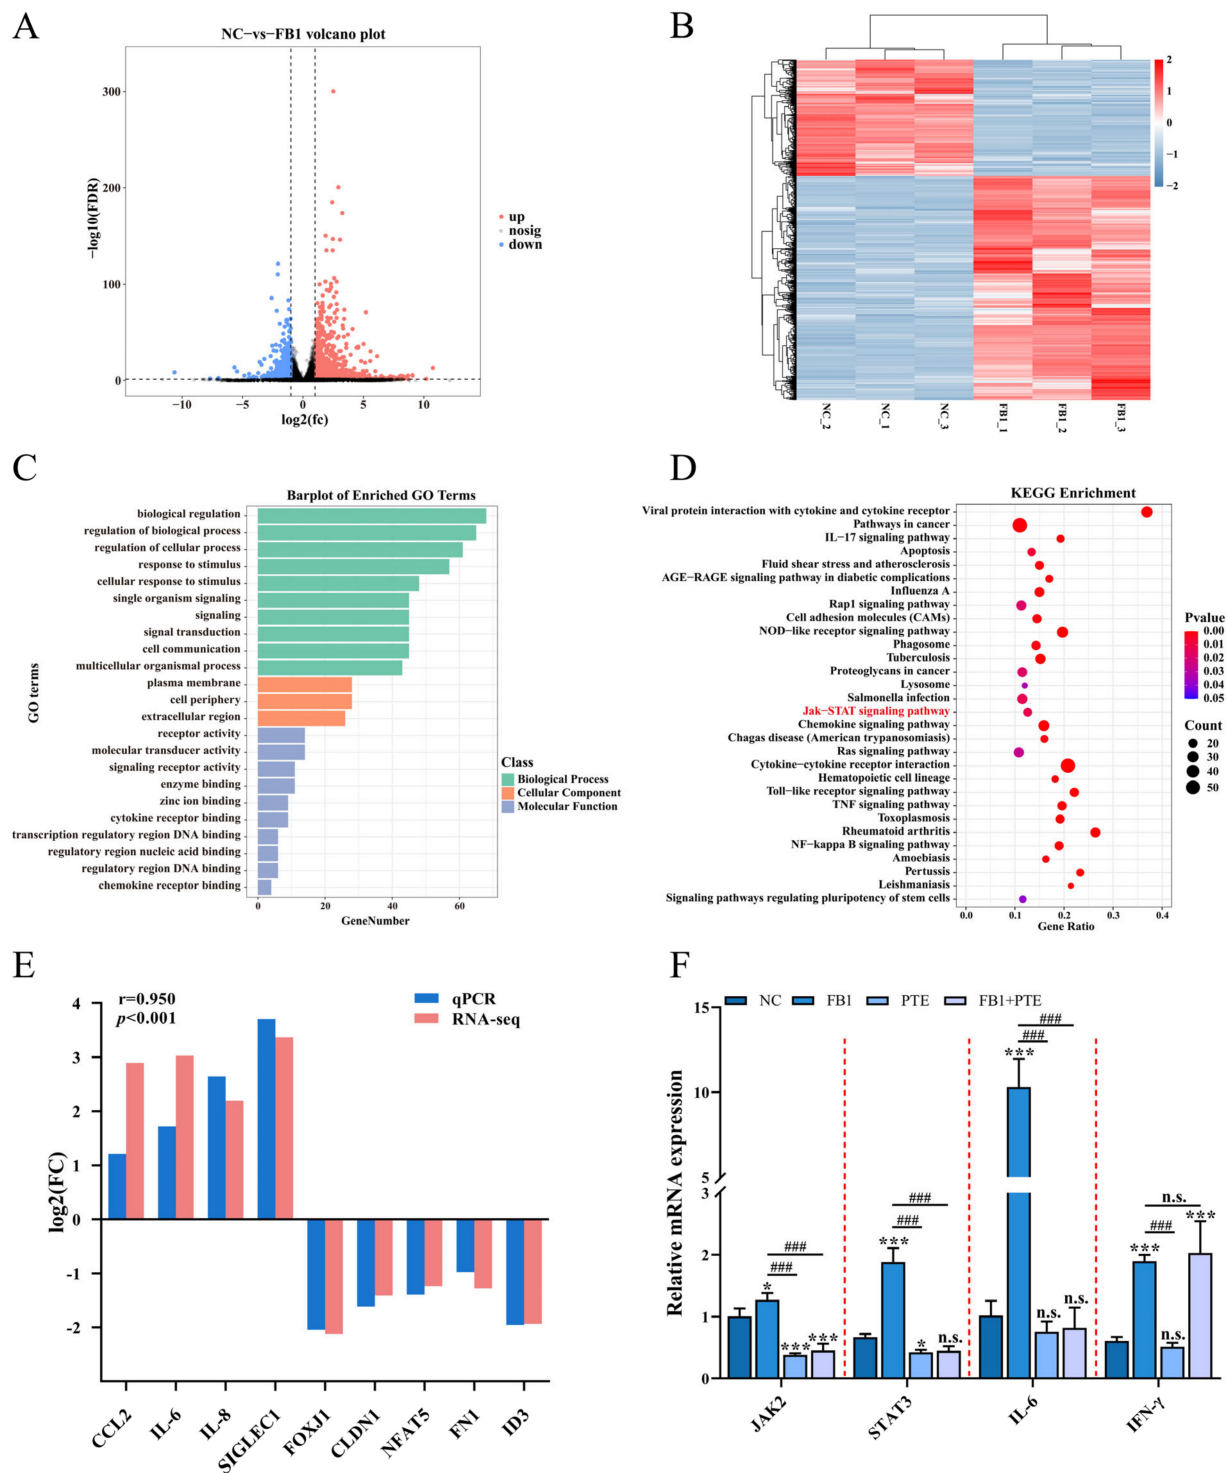 A
NC−vs−FB1 volcano plot
−log10(FDR)
300
200
100
0
−10
−5
0
5
10
log2(fc)
up
nosig
down
B
2
1
0
−1
−2
NC_2
NC_1
NC_3
FB1_1
FB1_2
FB1_3
C
Barplot of Enriched GO Terms
GO terms
biological regulation
regulation of biological process
regulation of cellular process
response to stimulus
cellular response to stimulus
single organism signaling
signaling
signal transduction
cell communication
multicellular organismal process
plasma membrane
cell periphery
extracellular region
receptor activity
molecular transducer activity
signaling receptor activity
enzyme binding
zinc ion binding
cytokine receptor binding
transcription regulatory region DNA binding
regulatory region nucleic acid binding
regulatory region DNA binding
chemokine receptor binding
0
20
40
60
GeneNumber
Class
Biological Process
Cellular Component
Molecular Function
D
KEGG Enrichment
Viral protein interaction with cytokine and cytokine receptor
Pathways in cancer
IL−17 signaling pathway
Apoptosis
Fluid shear stress and atherosclerosis
AGE−RAGE signaling pathway in diabetic complications
Influenza A
Rap1 signaling pathway
Cell adhesion molecules (CAMs)
NOD−like receptor signaling pathway
Phagosome
Tuberculosis
Proteoglycans in cancer
Lysosome
Salmonella infection
Jak−STAT signaling pathway
Chemokine signaling pathway
Chagas disease (American trypanosomiasis)
Ras signaling pathway
Cytokine−cytokine receptor interaction
Hematopoietic cell lineage
Toll−like receptor signaling pathway
TNF signaling pathway
Toxoplasmosis
Rheumatoid arthritis
NF−kappa B signaling pathway
Amoebiasis
Pertussis
Leishmaniasis
Signaling pathways regulating pluripotency of stem cells
0.0
0.1
0.2
0.3
0.4
Gene Ratio
Pvalue
0.00
0.01
0.02
0.03
0.04
0.05
Count
20
30
40
50
E
r=0.950
p<0.001
qPCR
RNA-seq
log2(FC)
4
3
2
1
0
-1
-2
CCL2
IL-6
IL-8
SIGLEC1
FOXJ1
CLDN1
NFAT5
FN1
ID3
F
NC
FB1
PTE
FB1+PTE
Relative mRNA expression
15
10
5
3
2
1
0
###
###
*
***
***
###
###
***
*
n.s.
###
###
***
n.s.
n.s.
n.s.
###
***
n.s.
***
JAK2
STAT3
IL-6
IFN-γ